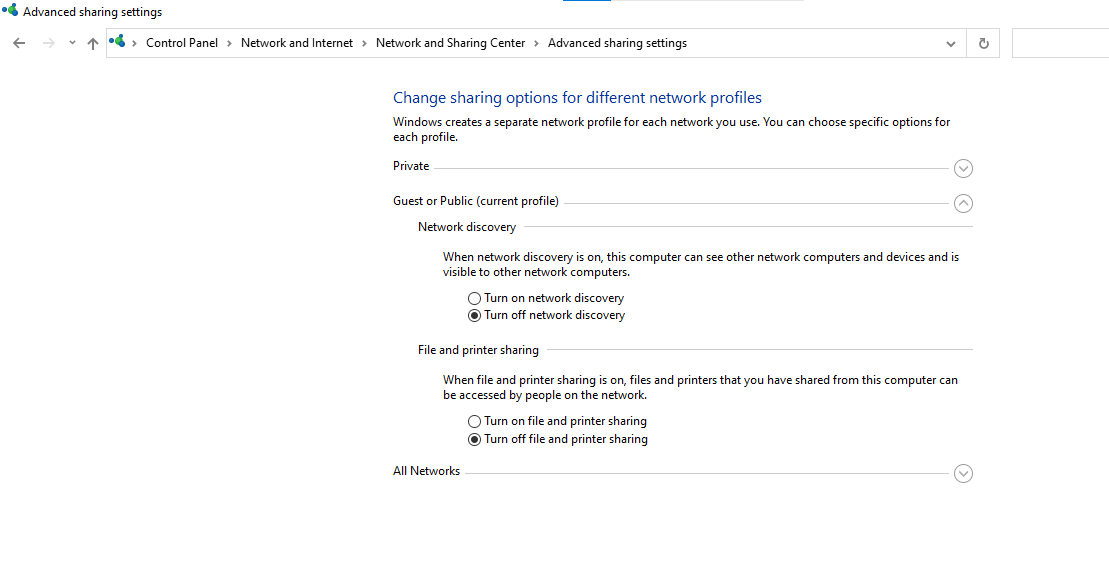 Advanced sharing settings
Control Panel > Network and Internet > Network and Sharing Center > Advanced sharing settings
Change sharing options for different network profiles
Windows creates a separate network profile for each network you use. You can choose specific options for
each profile.
Private
Guest or Public (current profile)
Network discovery
When network discovery is on, this computer can see other network computers and devices and is
visible to other network computers.
Turn on network discovery
Turn off network discovery
File and printer sharing
When file and printer sharing is on, files and printers that you have shared from this computer can
be accessed by people on the network.
Turn on file and printer sharing
Turn off file and printer sharing
All Networks